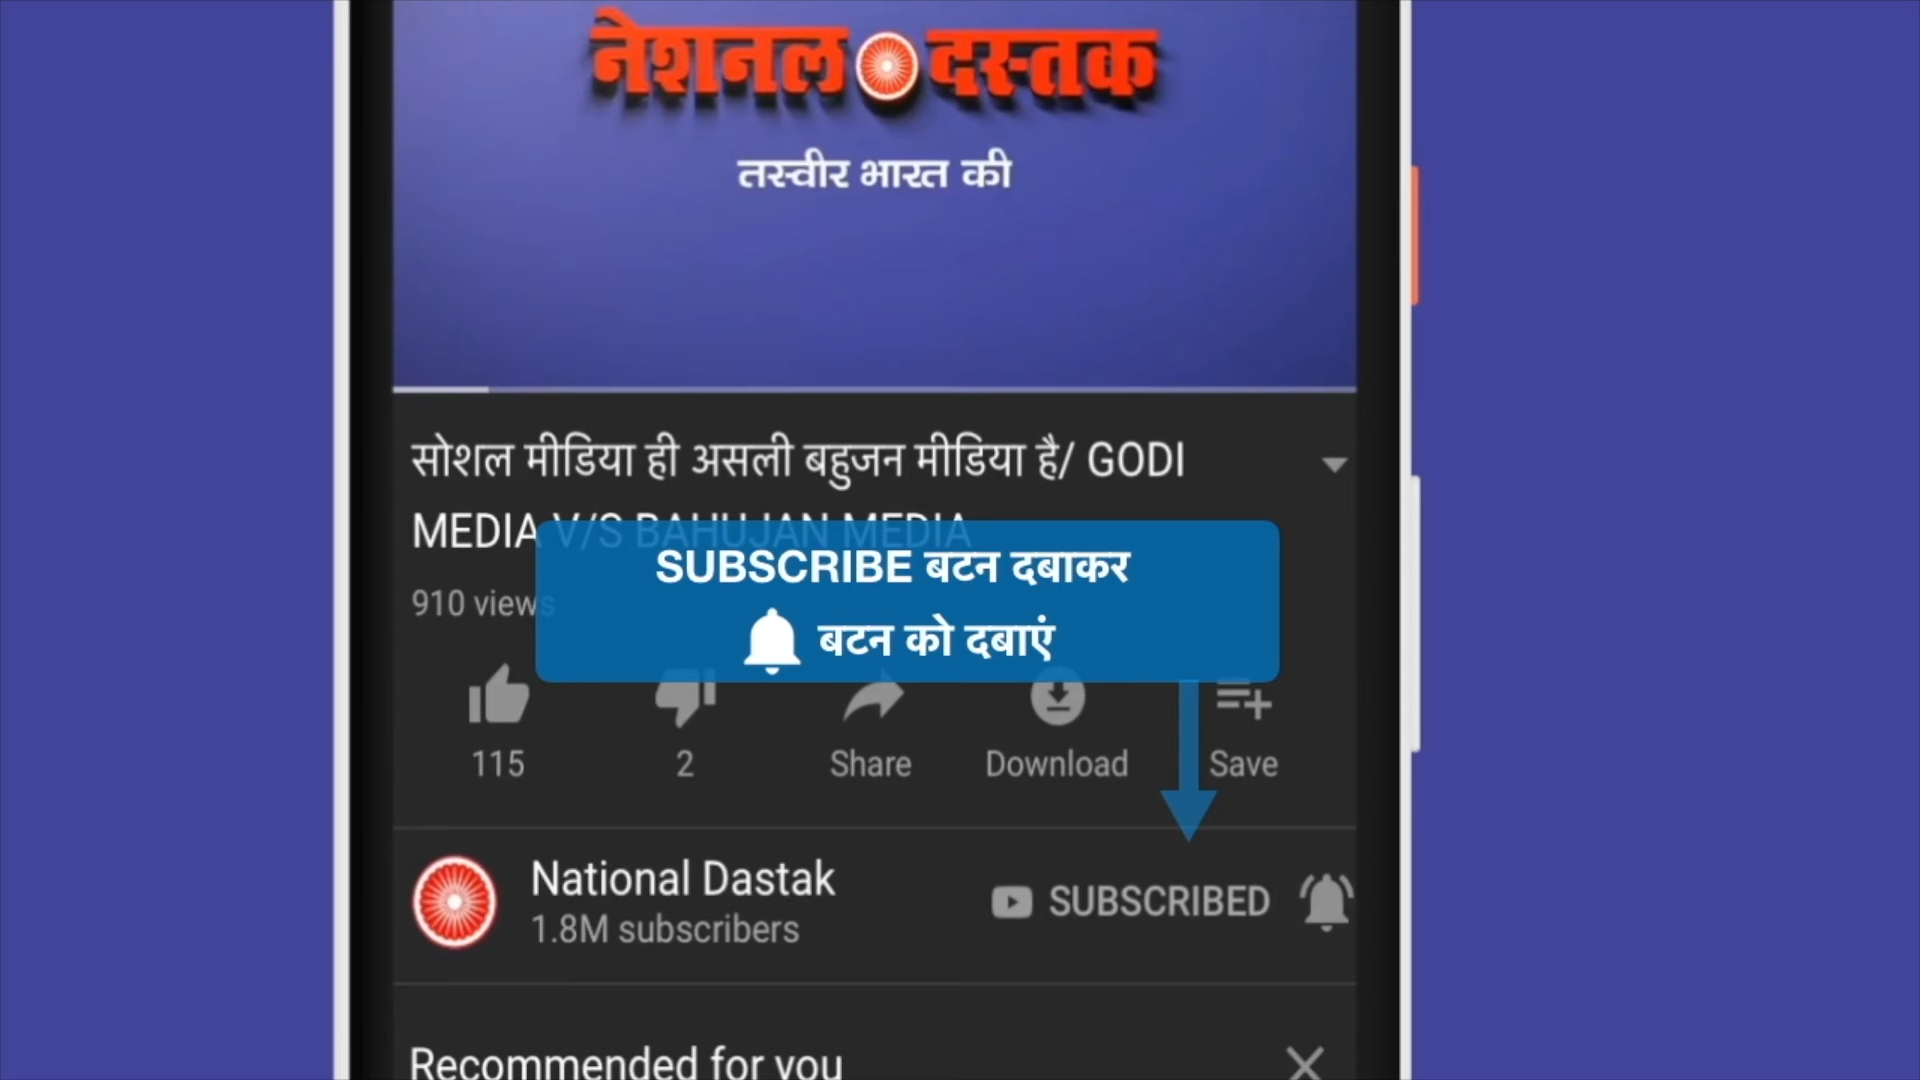 नेशनल दस्तक
तस्वीर भारत की
सोशल मीडिया ही असली बहुजन मीडिया है/ GODI
MEDIA V/S BAHUJAN MEDIA
910 views
SUBSCRIBE बटन दबाकर
बटन को दबाएं
115
2
Share
Download
Save
National Dastak
1.8M subscribers
SUBSCRIBED
Recommended for you